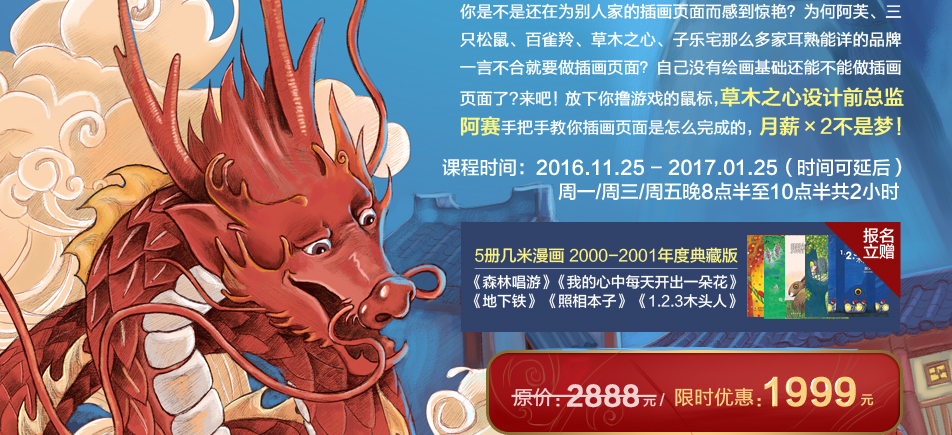 你是不是还在为别人家的插画页面而感到惊艳？为何阿芙、三
只松鼠、百雀羚、草木之心、子乐宅那么多家耳熟能详的品牌
一言不合就要做插画页面？自己没有绘画基础还能不能做插画
页面了?来吧！放下你撸游戏的鼠标,草木之心设计前总监
阿赛手把手教你插画页面是怎么完成的，月薪×2不是梦！
课程时间：2016.11.25－2017.01.25（时间可延后）
周一/周三/周五晚8点半至10点半共2小时
报名
立赠
5册几米漫画 2000-2001年度典藏版
《森林唱游》《我的心中每天开出一朵花》
《地下铁》《照相本子》《1.2.3木头人》
原价：2888元/ 限时优惠：1999元